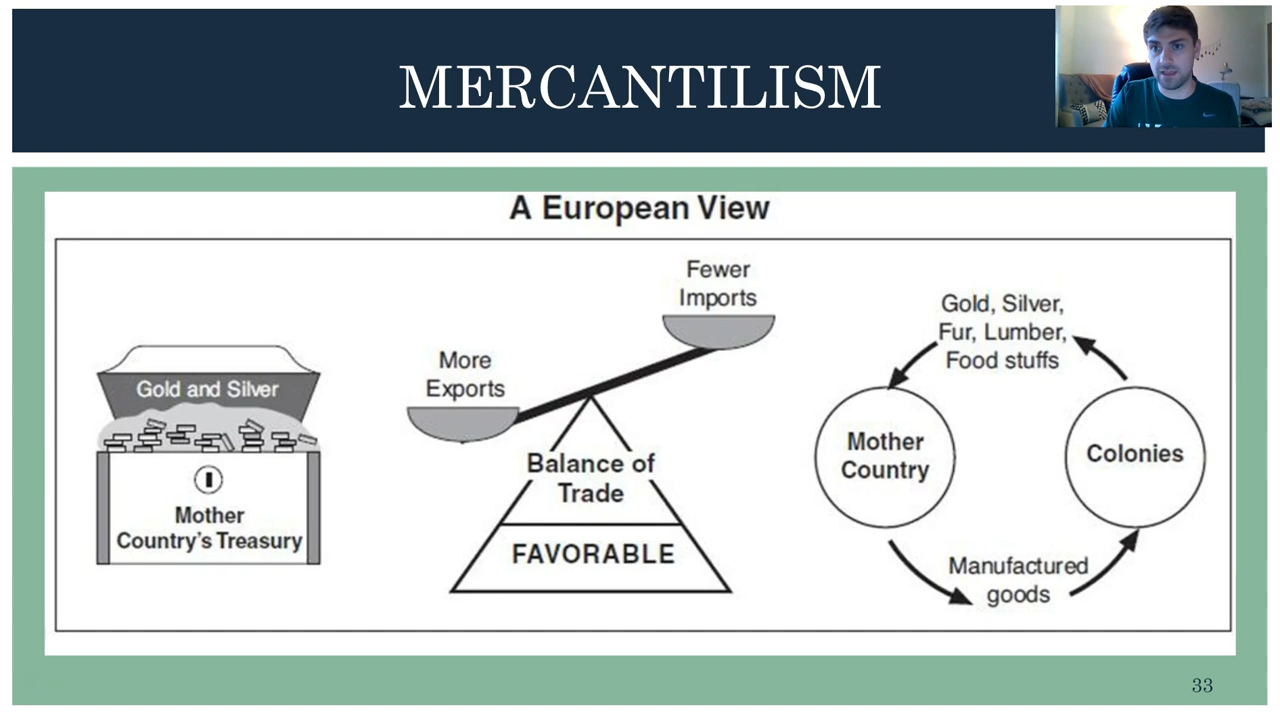 MERCANTILISM
A European View
Gold and Silver
Mother
Country's Treasury
More
Exports
Fewer
Imports
Balance of
Trade
FAVORABLE
Gold, Silver,
Fur, Lumber,
Food stuffs
Mother
Country
Colonies
Manufactured
goods
33